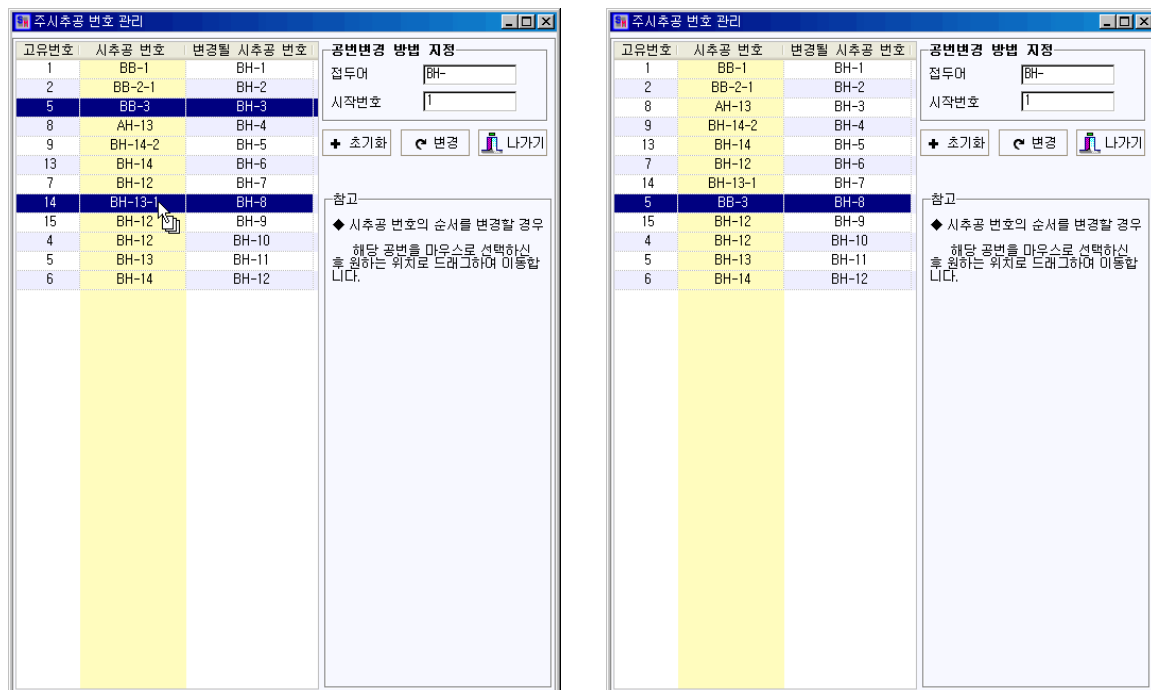 주시추공 번호 관리
고유번호 시추공 번호 변경될 시추공 번호
1 BB-1 BH-1
2 BB-2-1 BH-2
5 BB-3 BH-3
8 AH-13 BH-4
9 BH-14-2 BH-5
13 BH-14 BH-6
7 BH-12 BH-7
14 BH-13-1 BH-8
15 BH-12 BH-9
4 BH-12 BH-10
5 BH-13 BH-11
6 BH-14 BH-12
공번변경 방법 지정
접두어 BH-
시작번호 1
초기화 변경 나가기
참고
◆ 시추공 번호의 순서를 변경할 경우
해당 공번을 마우스로 선택하신
후 원하는 위치로 드래그하며 이동합
니다.
주시추공 번호 관리
고유번호 시추공 번호 변경될 시추공 번호
1 BB-1 BH-1
2 BB-2-1 BH-2
8 AH-13 BH-3
9 BH-14-2 BH-4
13 BH-14 BH-5
7 BH-12 BH-6
14 BH-13-1 BH-7
5 BB-3 BH-8
15 BH-12 BH-9
4 BH-12 BH-10
5 BH-13 BH-11
6 BH-14 BH-12
공번변경 방법 지정
접두어 BH-
시작번호 1
초기화 변경 나가기
참고
◆ 시추공 번호의 순서를 변경할 경우
해당 공번을 마우스로 선택하신
후 원하는 위치로 드래그하며 이동합
니다.